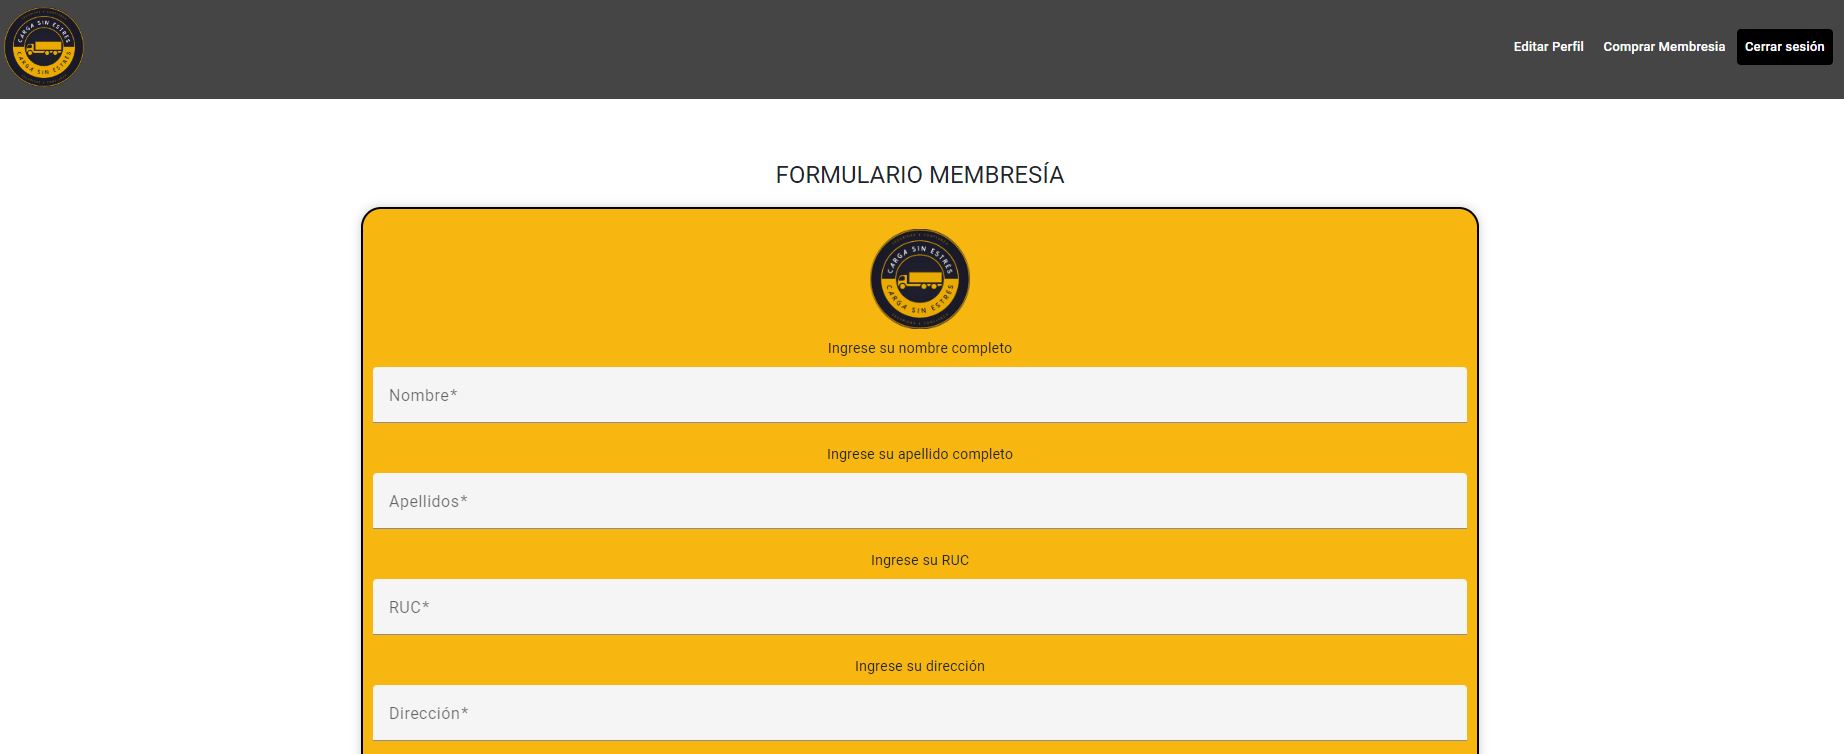 CARGA SIN ESTRÉS
CARGA SIN ESTRÉS
Editar Perfil Comprar Membresia Cerrar sesión
FORMULARIO MEMBRESÍA
CARGA SIN ESTRÉS
CARGA SIN ESTRÉS
Ingrese su nombre completo
Nombre*
Ingrese su apellido completo
Apellidos*
Ingrese su RUC
RUC*
Ingrese su dirección
Dirección*